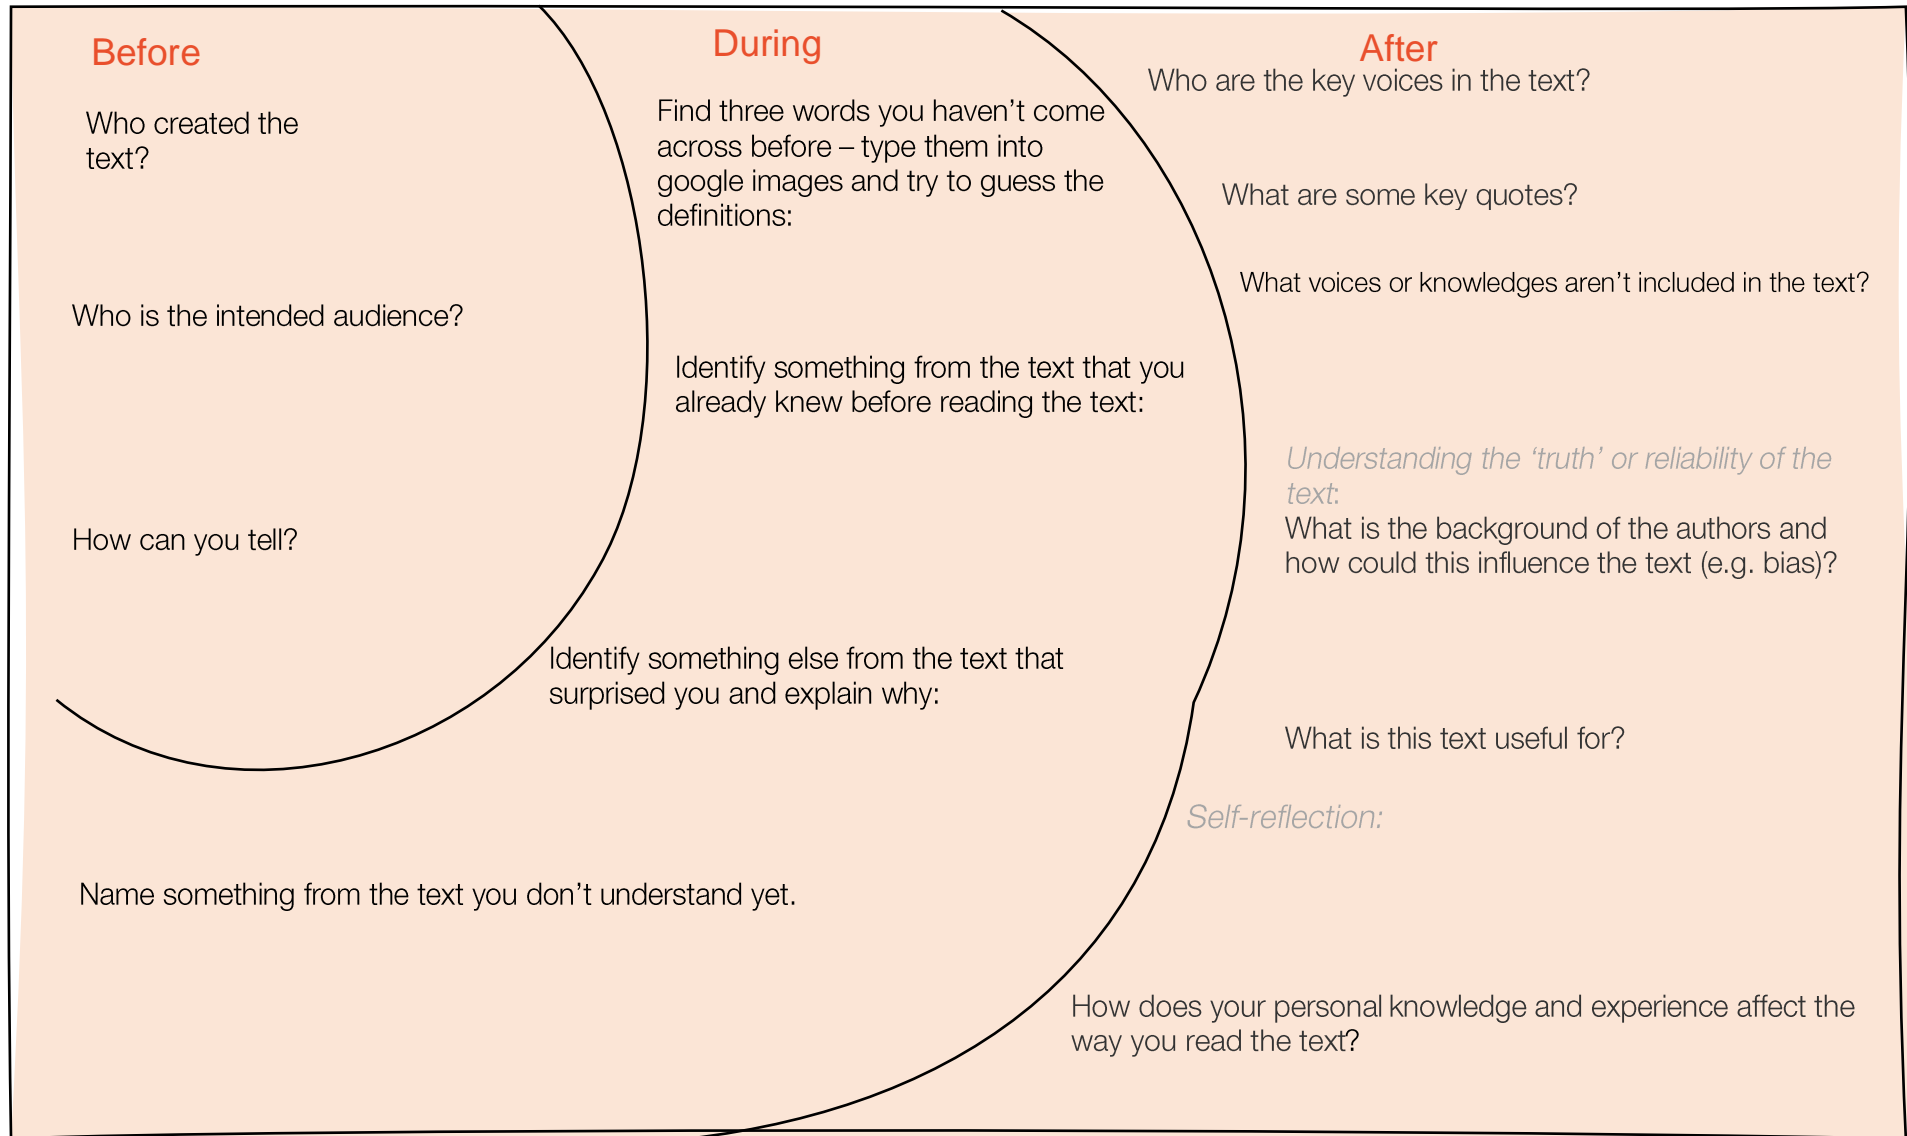 Before
Who created the
text?
Who is the intended audience?
How can you tell?
During
Find three words you haven’t come
across before – type them into
google images and try to guess the
definitions:
Identify something from the text that you
already knew before reading the text:
Identify something else from the text that
surprised you and explain why:
Name something from the text you don’t understand yet.
After
Who are the key voices in the text?
What are some key quotes?
What voices or knowledges aren’t included in the text?
Understanding the ‘truth’ or reliability of the
text:
What is the background of the authors and
how could this influence the text (e.g. bias)?
What is this text useful for?
Self-reflection:
How does your personal knowledge and experience affect the
way you read the text?